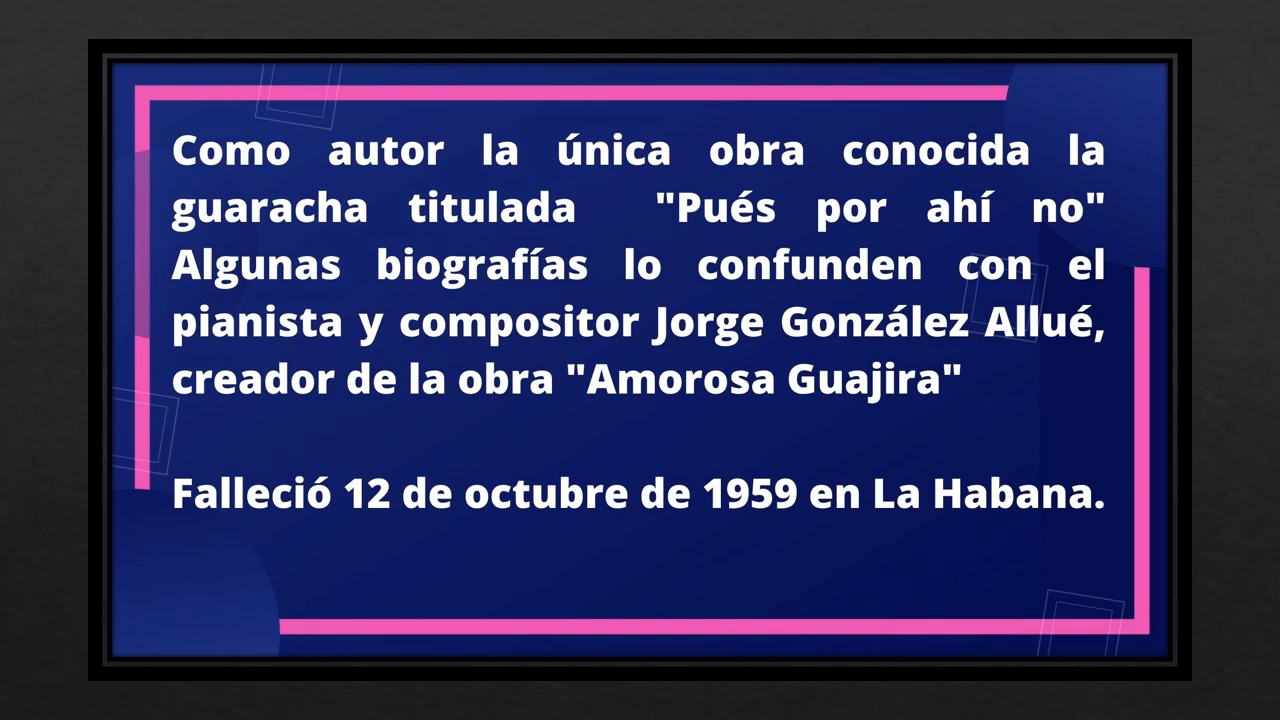 Como autor la única obra conocida la
guaracha titulada "Pués por ahí no"
Algunas biografías lo confunden con el
pianista y compositor Jorge González Allué,
creador de la obra "Amorosa Guajira"
Falleció 12 de octubre de 1959 en La Habana.